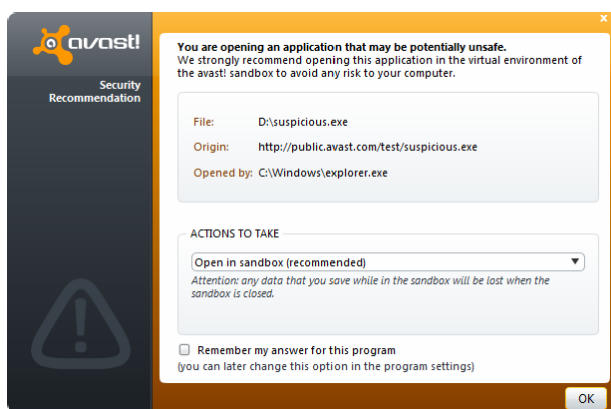 avast!
x
Security
Recommendation
You are opening an application that may be potentially unsafe.
We strongly recommend opening this application in the virtual environment of
the avast! sandbox to avoid any risk to your computer.
File: D:\suspicious.exe
Origin: http://public.avast.com/test/suspicious.exe
Opened by: C:\Windows\explorer.exe
ACTIONS TO TAKE
Open in sandbox (recommended)
Attention: any data that you save while in the sandbox will be lost when the
sandbox is closed.
Remember my answer for this program
(you can later change this option in the program settings)
OK